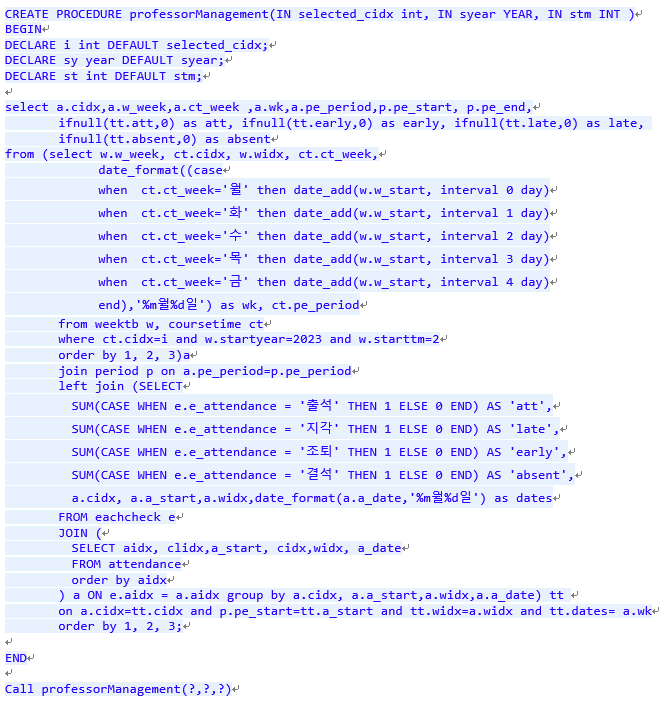 CREATE PROCEDURE professorManagement(IN selected_cidx int, IN syear YEAR, IN stm INT )
BEGIN
DECLARE i int DEFAULT selected_cidx;
DECLARE sy year DEFAULT syear;
DECLARE st int DEFAULT stm;
select a.cidx,a.w_week,a.ct_week ,a.wk,a.pe_period,p.pe_start, p.pe_end,
ifnull(tt.att,0) as att, ifnull(tt.early,0) as early, ifnull(tt.late,0) as late,
ifnull(tt.absent,0) as absent
from (select w.w_week, ct.cidx, w.widx, ct.ct_week,
date_format((case
when  ct.ct_week='월' then date_add(w.w_start, interval 0 day)
when  ct.ct_week='화' then date_add(w.w_start, interval 1 day)
when  ct.ct_week='수' then date_add(w.w_start, interval 2 day)
when  ct.ct_week='목' then date_add(w.w_start, interval 3 day)
when  ct.ct_week='금' then date_add(w.w_start, interval 4 day)
end),'%m월%d일') as wk, ct.pe_period
from weektb w, coursetime ct
where ct.cidx=i and w.startyear=2023 and w.starttm=2
order by 1, 2, 3)a
join period p on a.pe_period=p.pe_period
left join (SELECT
SUM(CASE WHEN e.e_attendance = '출석' THEN 1 ELSE 0 END) AS 'att',
SUM(CASE WHEN e.e_attendance = '지각' THEN 1 ELSE 0 END) AS 'late',
SUM(CASE WHEN e.e_attendance = '조퇴' THEN 1 ELSE 0 END) AS 'early',
SUM(CASE WHEN e.e_attendance = '결석' THEN 1 ELSE 0 END) AS 'absent',
a.cidx, a.a_start,a.widx,date_format(a.a_date,'%m월%d일') as dates
FROM eachcheck e
JOIN (
SELECT aidx, clidx,a_start, cidx,widx, a_date
FROM attendance
order by aidx
) a ON e.aidx = a.aidx group by a.cidx, a.a_start,a.widx,a.a_date) tt
on a.cidx=tt.cidx and p.pe_start=tt.a_start and tt.widx=a.widx and tt.dates= a.wk
order by 1, 2, 3;
END
Call professorManagement(?,?,?)